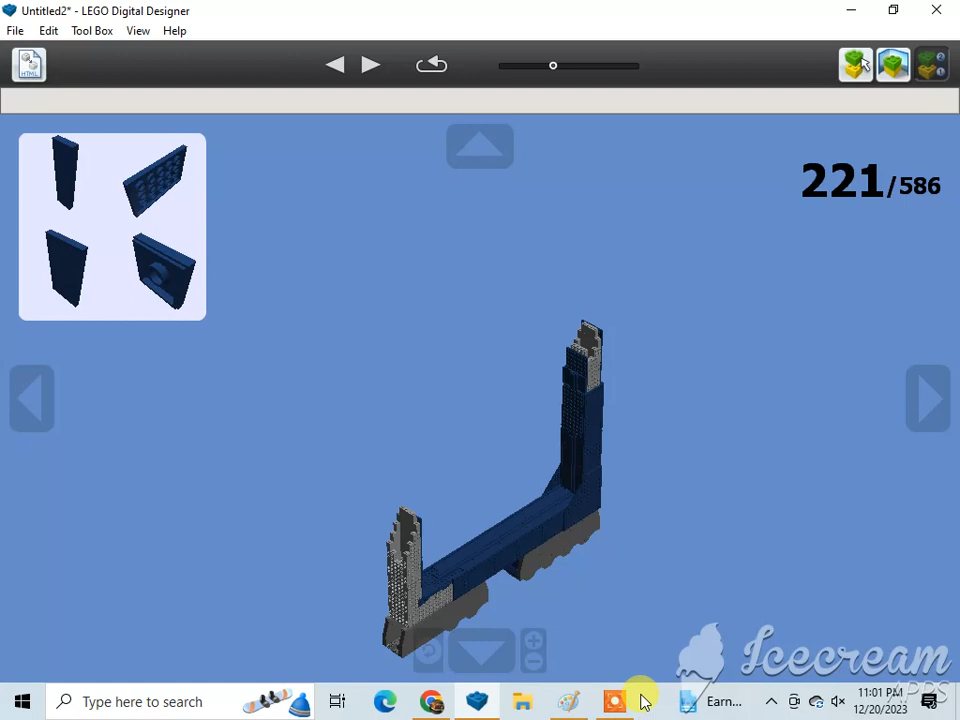 Untitled2* - LEGO Digital Designer
File Edit Tool Box View Help
HTML
221/586
Icecream
APPS
Type here to search
Earn...
11:01 PM
12/20/2023